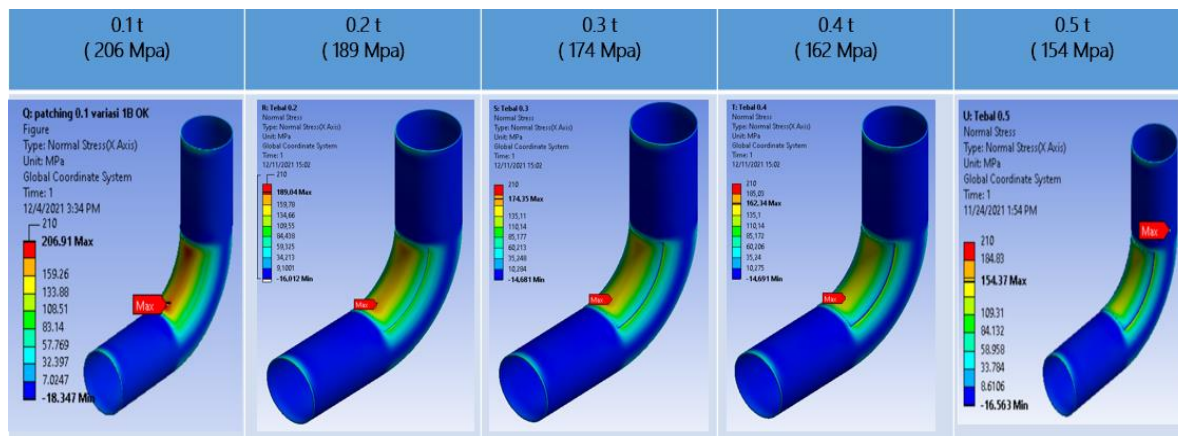 0.1 t
( 206 Mpa)
0.2 t
( 189 Mpa)
0.3 t
( 174 Mpa)
0.4 t
( 162 Mpa)
0.5 t
( 154 Mpa)
Q: patching 0.1 variasi 1B OK
Figure
Type: Normal Stress(X Axis)
Unit: MPa
Global Coordinate System
Time: 1
12/4/2021 3:34 PM
210
206.91 Max
159.26
133.88
108.51
83.14
57.769
32.397
7.0247
-18.347 Min
Max
R: Tebal 0.2
Normal Stress
Type: Normal Stress(X Axis)
Unit: MPa
Global Coordinate System
Time: 1
12/11/2021 15:02
210
189,04 Max
159,78
134,66
109,55
84,438
59,325
34,213
9,1001
-16,012 Min
Max
S: Tebal 0.3
Normal Stress
Type: Normal Stress(X Axis)
Unit: MPa
Global Coordinate System
Time: 1
12/11/2021 15:02
210
174,35 Max
135,11
110,14
85,177
60,213
35,248
10,284
-14,681 Min
Max
T: Tebal 0.4
Normal Stress
Type: Normal Stress(X Axis)
Unit: MPa
Global Coordinate System
Time: 1
12/11/2021 15:02
210
185,03
162,34 Max
135,1
110,14
85,172
60,206
35,24
10,275
-14,691 Min
Max
U: Tebal 0.5
Normal Stress
Type: Normal Stress(X Axis)
Unit: MPa
Global Coordinate System
Time: 1
11/24/2021 1:54 PM
210
184.83
154.37 Max
109.31
84.132
58.958
33.784
8.6106
-16.563 Min
Max